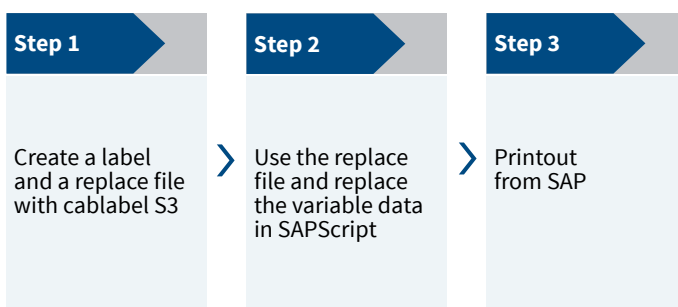 Step 1
Create a label
and a replace file
with cablabel S3
Step 2
Use the replace
file and replace
the variable data
in SAPScript
Step 3
Printout
from SAP